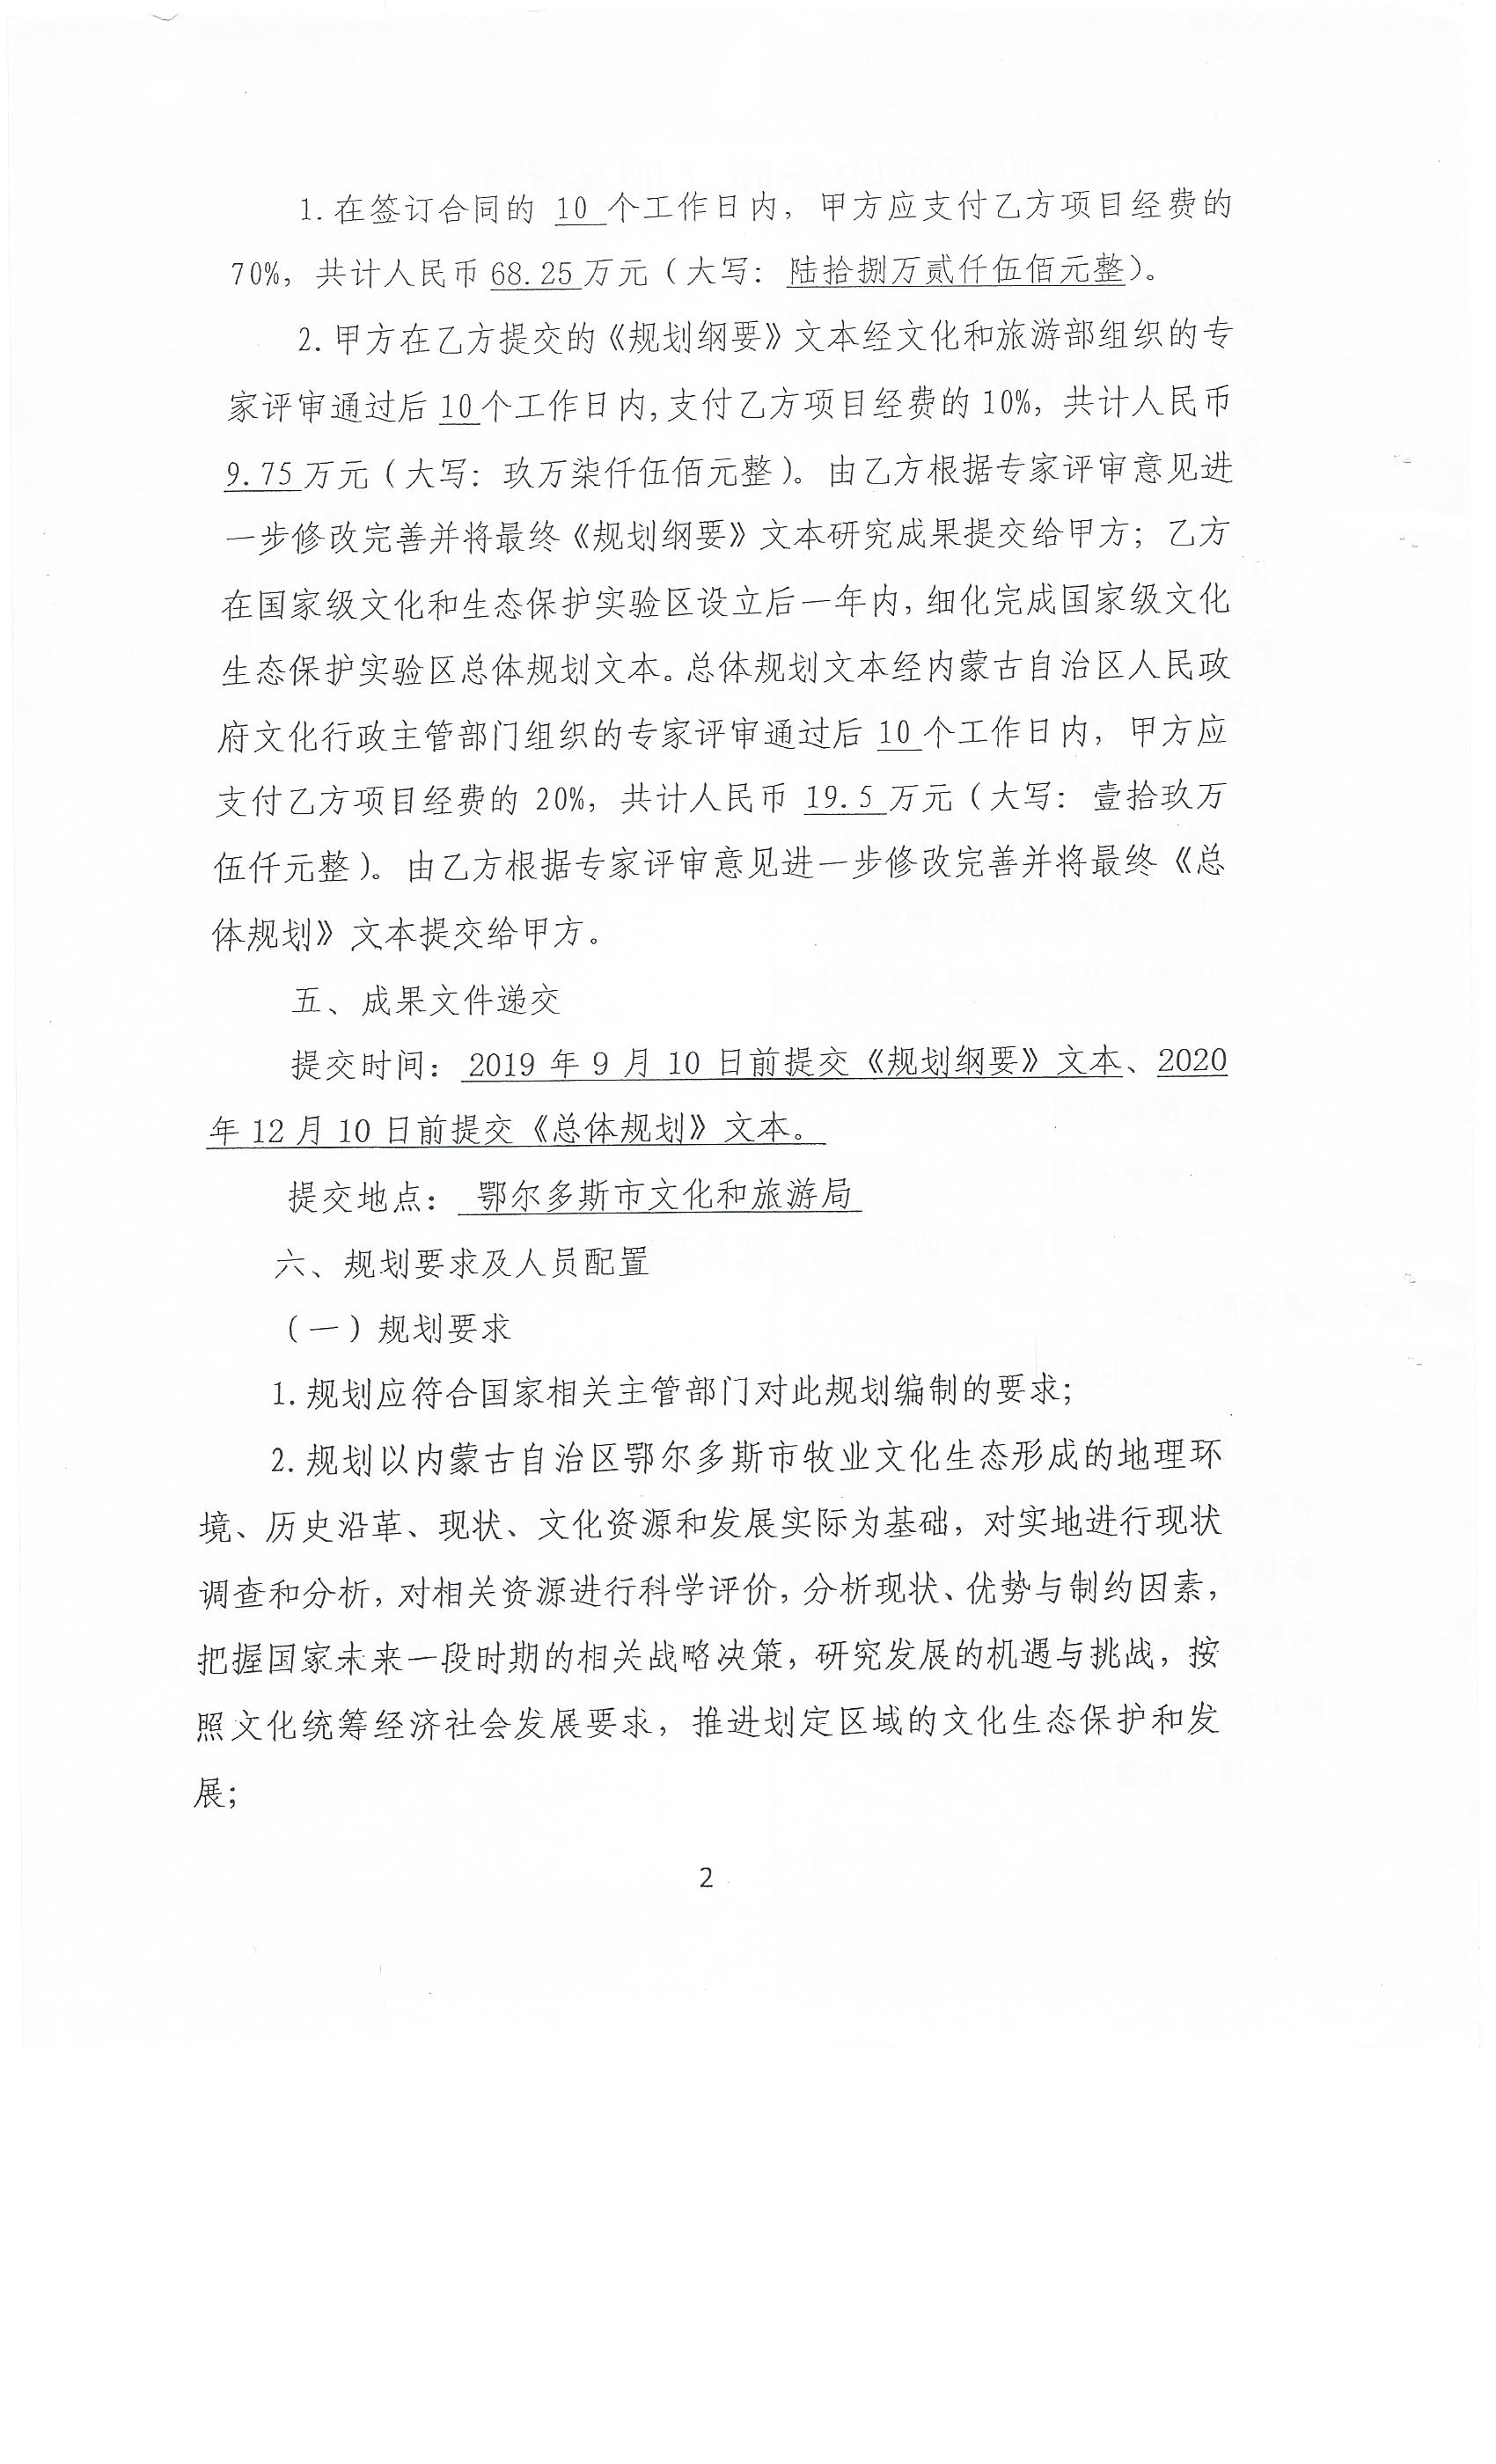 1.在签订合同的 10 个工作日内，甲方应支付乙方项目经费的
70%，共计人民币 68.25 万元（大写：陆拾捌万贰仟伍佰元整）。
2.甲方在乙方提交的《规划纲要》文本经文化和旅游部组织的专
家评审通过后 10 个工作日内,支付乙方项目经费的 10%，共计人民币
9.75 万元（大写：玖万柒仟伍佰元整）。由乙方根据专家评审意见进
一步修改完善并将最终《规划纲要》文本研究成果提交给甲方；乙方
在国家级文化和生态保护实验区设立后一年内,细化完成国家级文化
生态保护实验区总体规划文本。总体规划文本经内蒙古自治区人民政
府文化行政主管部门组织的专家评审通过后 10 个工作日内，甲方应
支付乙方项目经费的 20%，共计人民币 19.5 万元（大写：壹拾玖万
伍仟元整）。由乙方根据专家评审意见进一步修改完善并将最终《总
体规划》文本提交给甲方。
五、成果文件递交
提交时间：2019 年 9 月 10 日前提交《规划纲要》文本、2020
年 12 月 10 日前提交《总体规划》文本。
提交地点：鄂尔多斯市文化和旅游局
六、规划要求及人员配置
（一）规划要求
1.规划应符合国家相关主管部门对此规划编制的要求；
2.规划以内蒙古自治区鄂尔多斯市牧业文化生态形成的地理环
境、历史沿革、现状、文化资源和发展实际为基础，对实地进行现状
调查和分析，对相关资源进行科学评价，分析现状、优势与制约因素，
把握国家未来一段时期的相关战略决策，研究发展的机遇与挑战，按
照文化统筹经济社会发展要求，推进划定区域的文化生态保护和发
展；
2